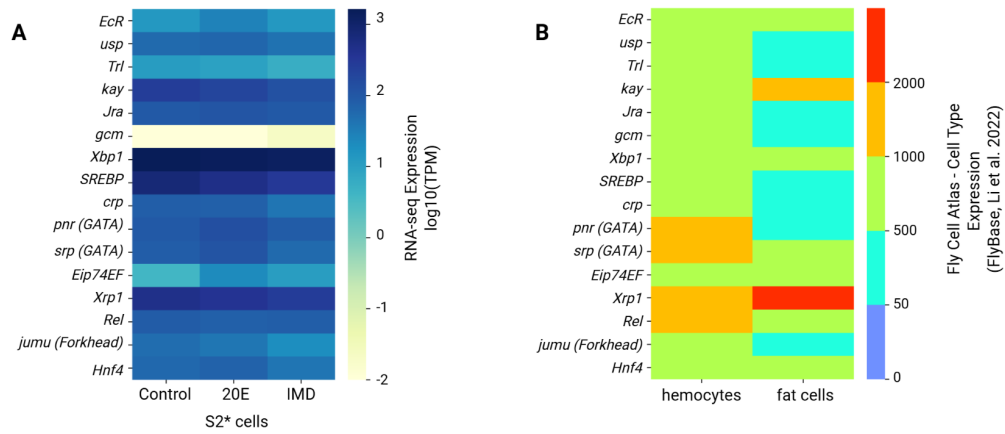 A
EcR
usp
Trl
kay
Jra
gcm
Xbp1
SREBP
crp
pnr (GATA)
srp (GATA)
Eip74EF
Xrp1
Rel
jumu (Forkhead)
Hnf4
Control 20E IMD
S2* cells
3
2
1
0
-1
-2
RNA-seq Expression
log10(TPM)
B
EcR
usp
Trl
kay
Jra
gcm
Xbp1
SREBP
crp
pnr (GATA)
srp (GATA)
Eip74EF
Xrp1
Rel
jumu (Forkhead)
Hnf4
hemocytes fat cells
2000
1000
500
50
0
Fly Cell Atlas - Cell Type
Expression
(FlyBase, Li et al. 2022)